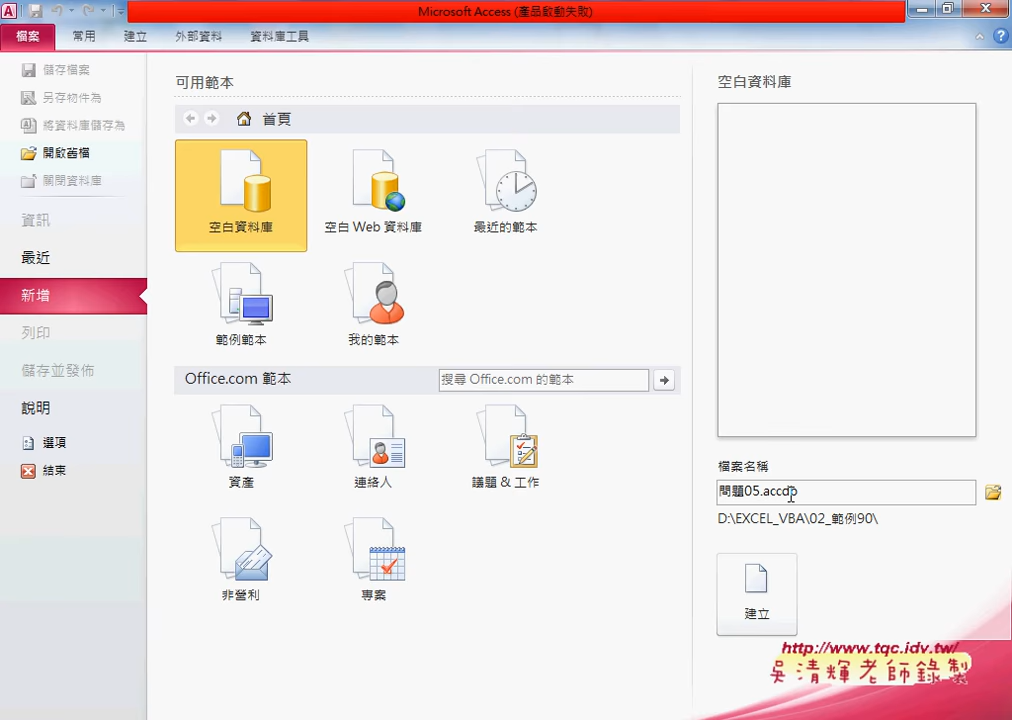 Microsoft Access (產品啟動失敗)
檔案 常用 建立 外部資料 資料庫工具
儲存檔案
另存物件為
將資料庫儲存為
開啟舊檔
關閉資料庫
資訊
最近
新增
列印
儲存並發佈
說明
選項
結束
可用範本
首頁
空白資料庫 空白 Web 資料庫 最近的範本
範例範本 我的範本
Office.com 範本 搜尋 Office.com 的範本
資產 連絡人 議題 & 工作
非營利 專案
空白資料庫
檔案名稱
問題05.accdb
D:\EXCEL_VBA\02_範例90\
建立
http://www.tqc.idv.tw/
吳清輝老師錄製